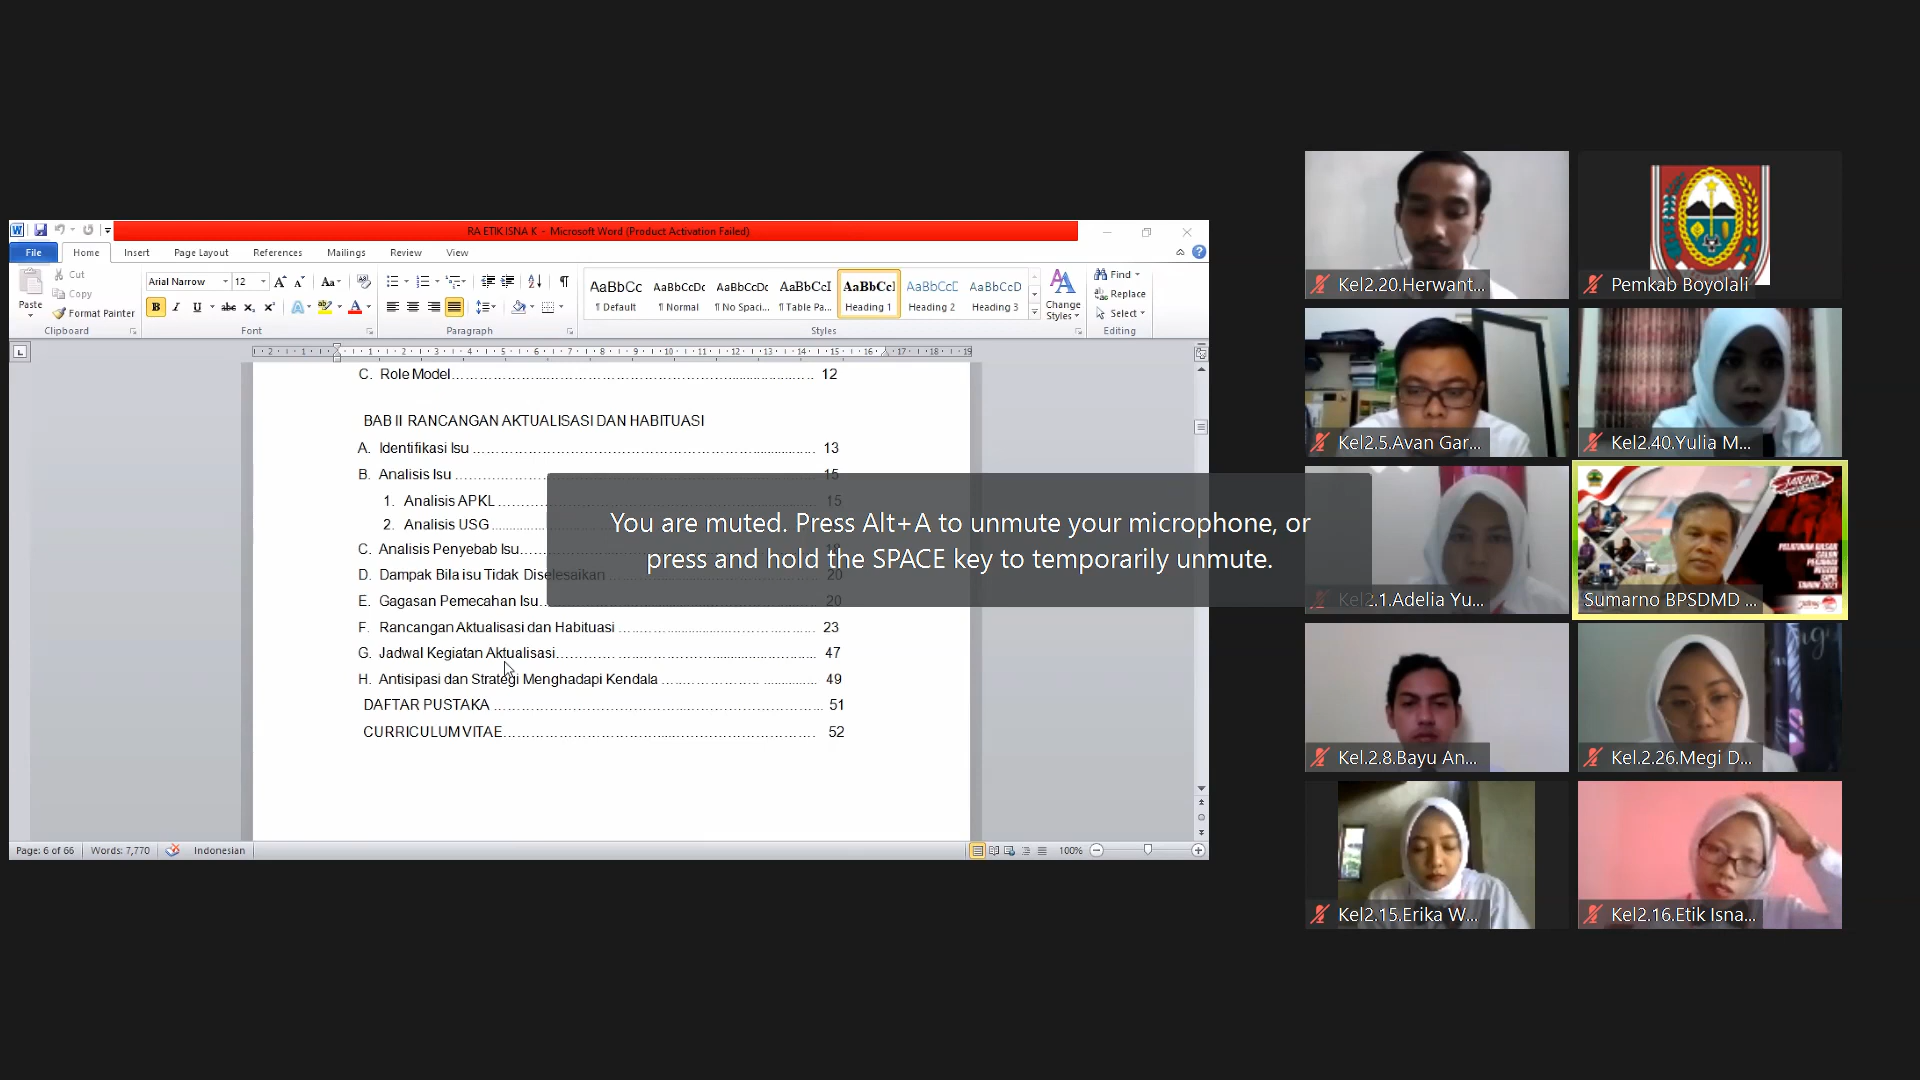 RA ETIK ISNA K - Microsoft Word (Product Activation Failed)
File Home Insert Page Layout References Mailings Review View
Cut
Copy
Format Painter
Paste
Clipboard
Arial Narrow 12
Font
Paragraph
AaBbCc AaBbCcDc AaBbCcDc AaBbCcI AaBbCcI AaBbCcD
¶ Default ¶ Normal ¶ No Spaci... ¶ Table Pa... Heading 1 Heading 2 Heading 3
Change Styles
Styles
Find
Replace
Select
Editing
C. Role Model 12
BAB II RANCANGAN AKTUALISASI DAN HABITUASI
A. Identifikasi Isu 13
B. Analisis Isu 15
1. Analisis APKL 15
2. Analisis USG
C. Analisis Penyebab Isu
D. Dampak Bila isu Tidak Diselesaikan 20
E. Gagasan Pemecahan Isu 20
F. Rancangan Aktualisasi dan Habituasi 23
G. Jadwal Kegiatan Aktualisasi 47
H. Antisipasi dan Strategi Menghadapi Kendala 49
DAFTAR PUSTAKA 51
CURRICULUM VITAE 52
You are muted. Press Alt+A to unmute your microphone, or
press and hold the SPACE key to temporarily unmute.
Page: 6 of 66 Words: 7,770 Indonesian 100%
Kel2.20.Herwant...
Pemkab Boyolali
Kel2.5.Avan Gar...
Kel2.40.Yulia M...
Kel2.1.Adelia Yu...
PELATIHAN DASAR
CALON
PEGAWAI
NEGERI
SIPIL
TAHUN 2021
Sumarno BPSDMD ...
Kel.2.8.Bayu An...
Kel.2.26.Megi D...
Kel2.15.Erika W...
Kel2.16.Etik Isna...